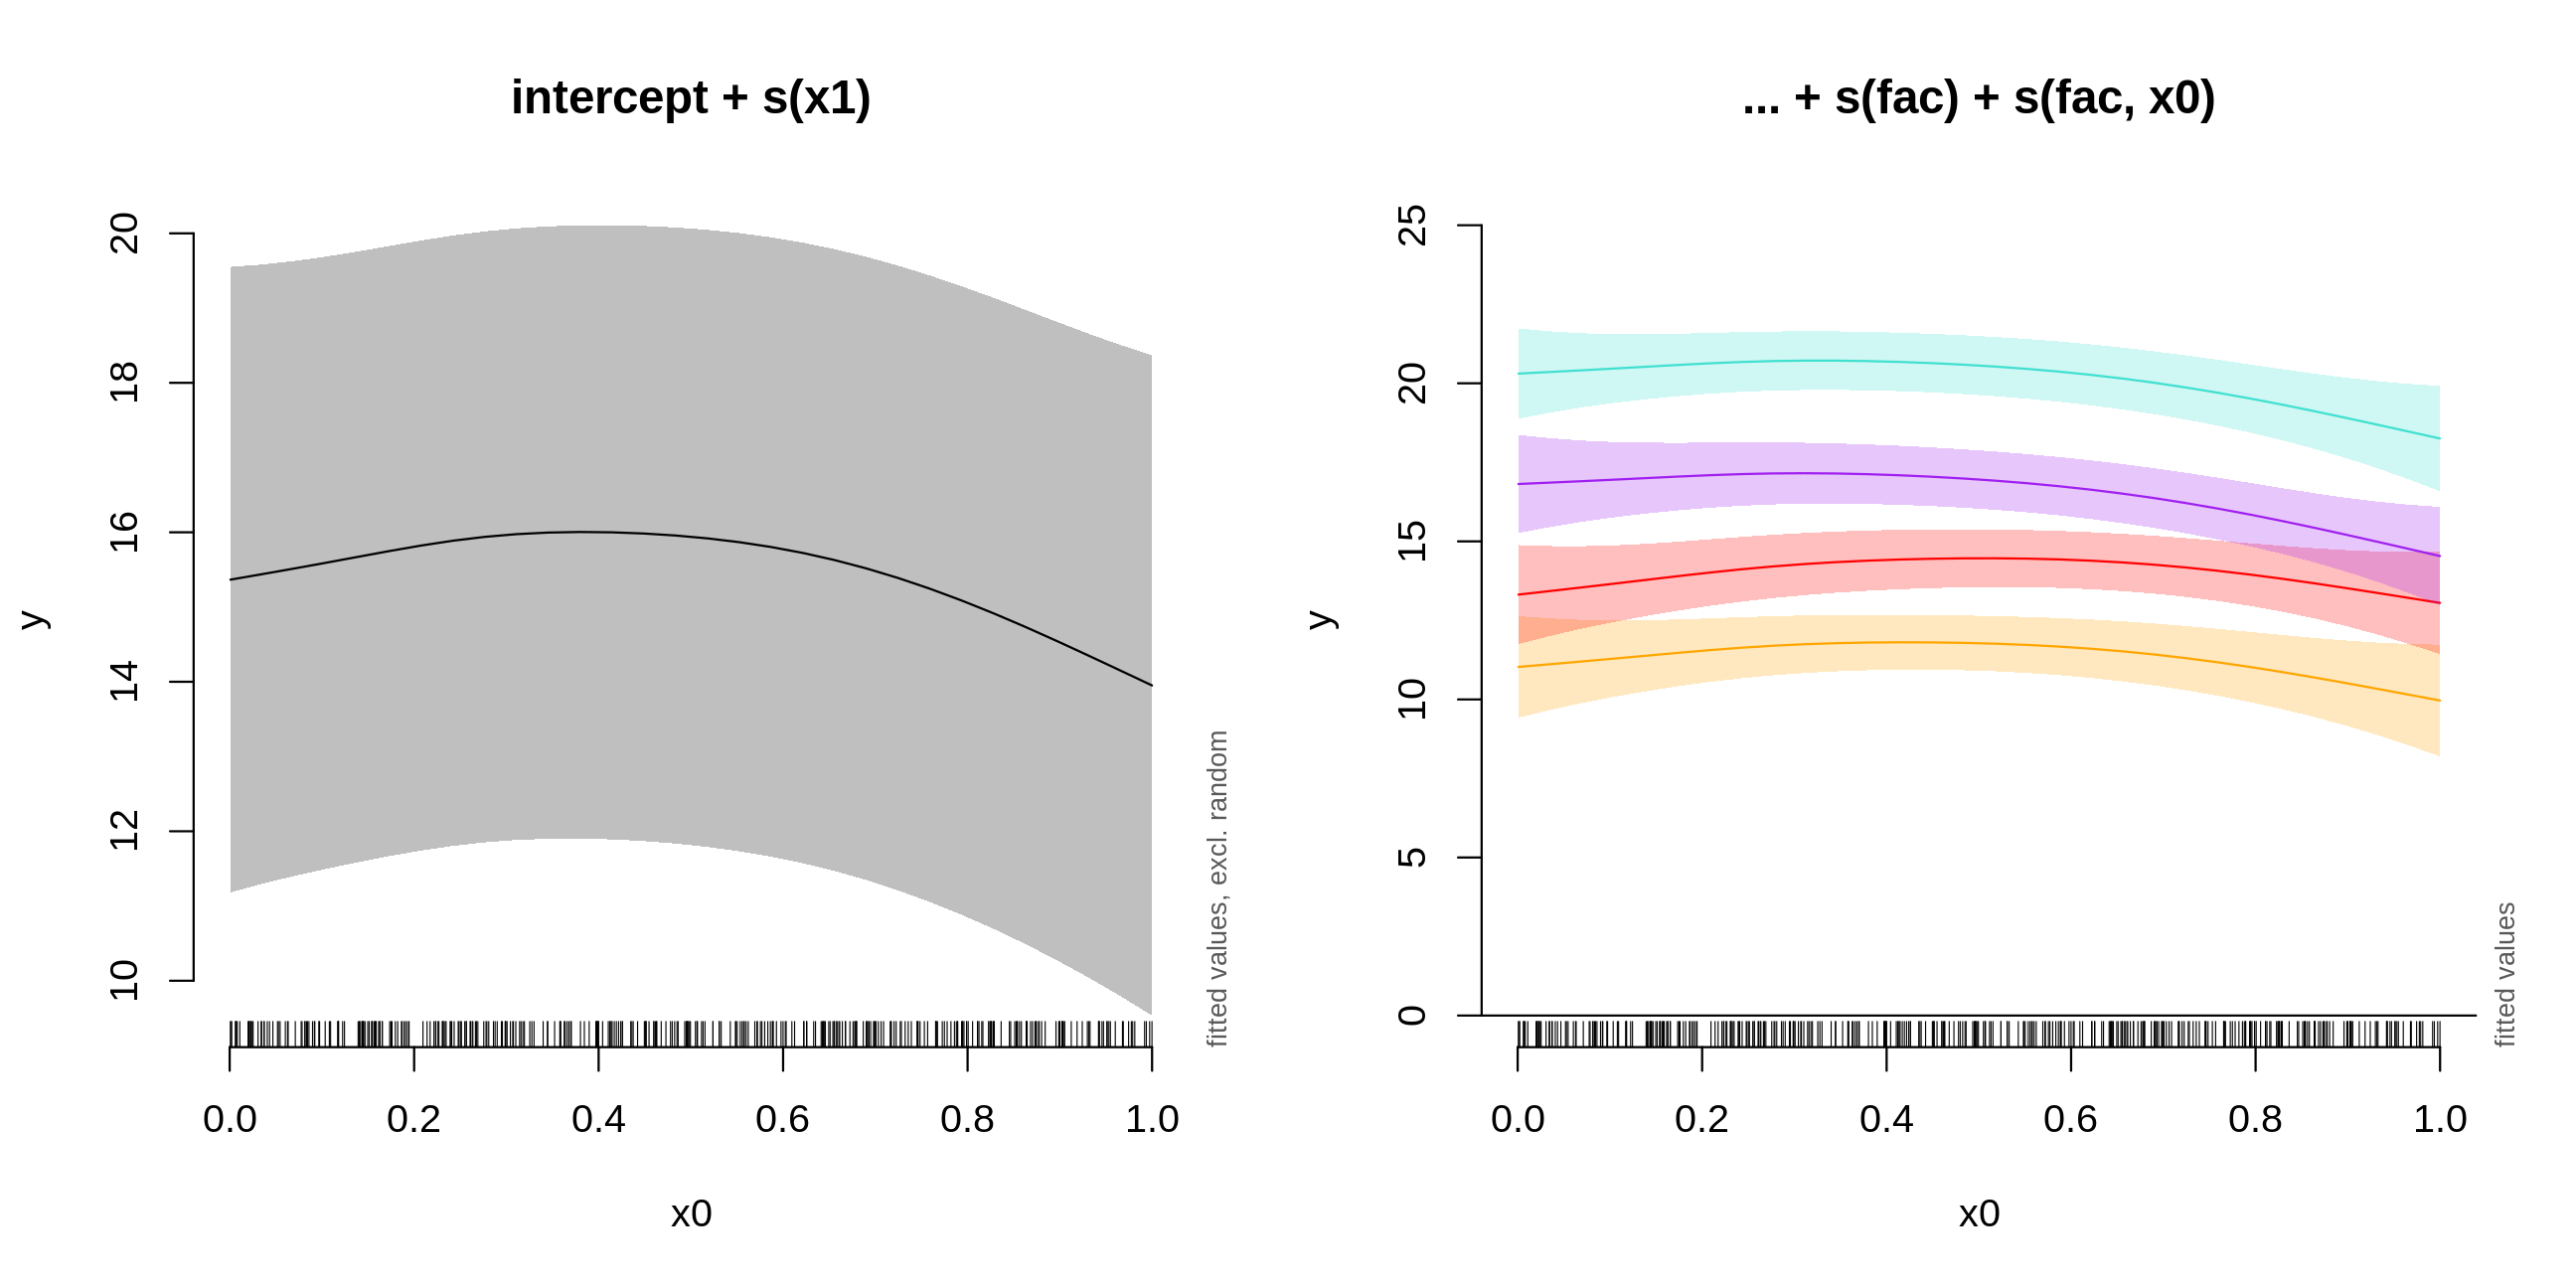 intercept + s(x1)
20
18
16
14
12
10
y
0.0 0.2 0.4 0.6 0.8 1.0
x0
fitted values, excl. random
... + s(fac) + s(fac, x0)
25
20
15
10
5
0
y
0.0 0.2 0.4 0.6 0.8 1.0
x0
fitted values